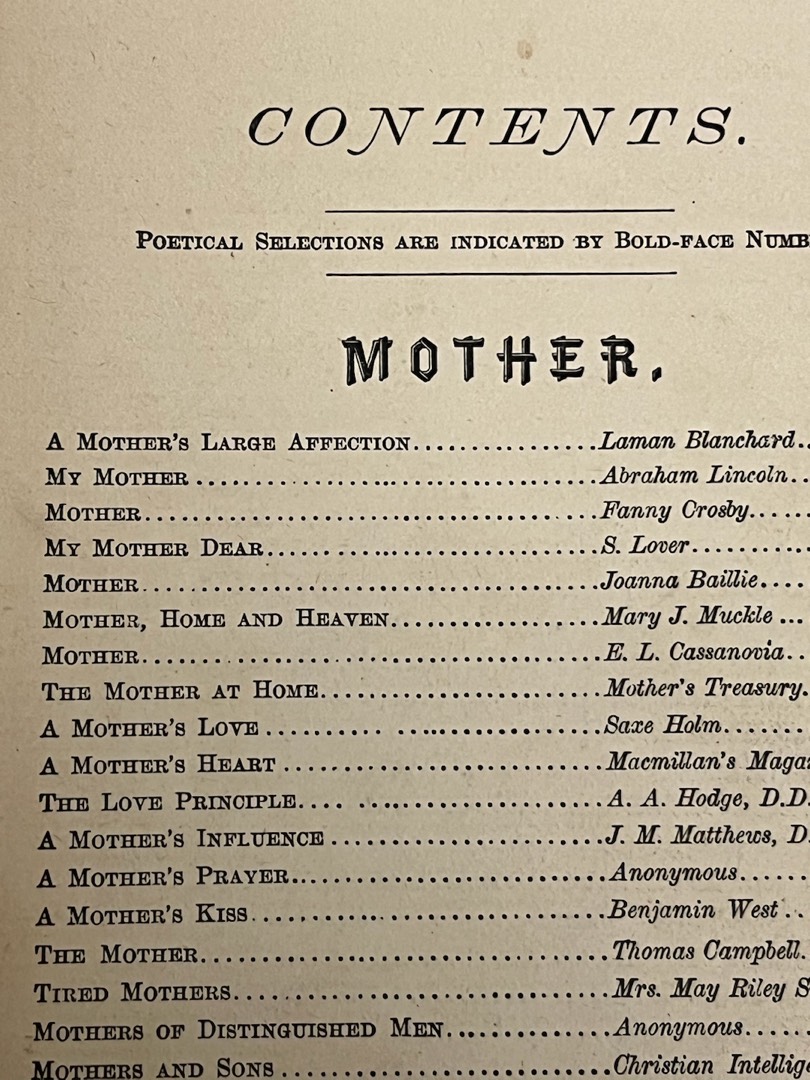 CONTENTS.
POETICAL SELECTIONS ARE INDICATED BY BOLD-FACE
MOTHER.
A MOTHER'S LARGE AFFECTION................Laman Blanchard..
MY MOTHER ....................................Abraham Lincoln..
MOTHER........................................Fanny Crosby......
MY MOTHER DEAR.............................S. Lover...........
MOTHER........................................Joanna Baillie....
MOTHER, HOME AND HEAVEN..................Mary J. Muckle ...
MOTHER........................................E. L. Cassanovia..
THE MOTHER AT HOME........................Mother's Treasury.
A MOTHER'S LOVE .......... ..................Saxe Holm.......
A MOTHER'S HEART ............................Macmillan's
THE LOVE PRINCIPLE.... ......................A. A. Hodge, D.D.
A MOTHER'S INFLUENCE ........................J. M. Matthews,
A MOTHER'S PRAYER...........................Anonymous......
A MOTHER'S KISS...............................Benjamin West ..
THE MOTHER...................................Thomas Campbell.
TIRED MOTHERS................................Mrs. May Riley
MOTHERS OF DISTINGUISHED MEN..............Anonymous......
MOTHERS AND SONS.............................Christian